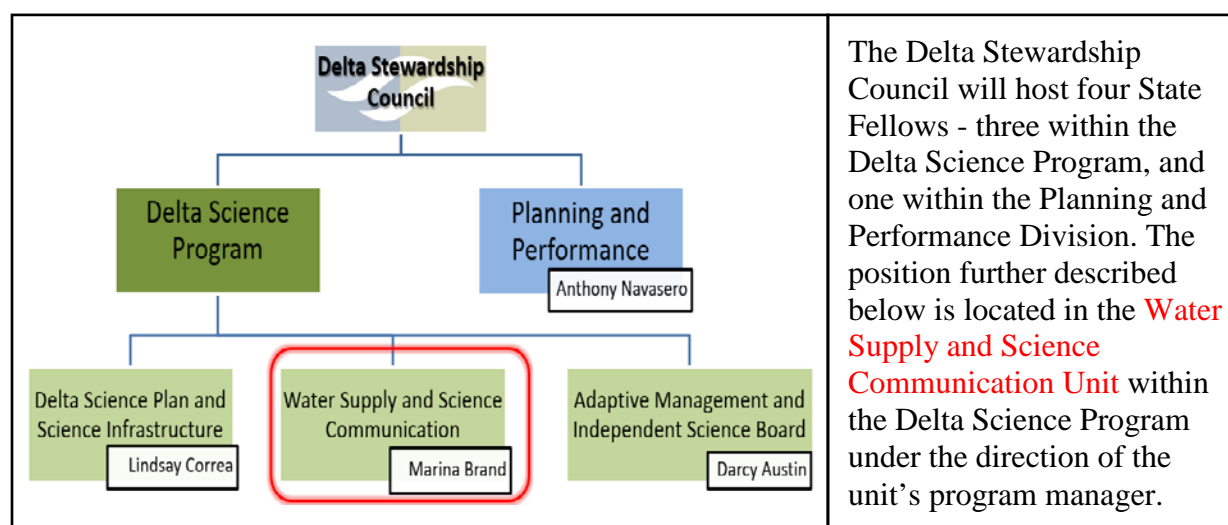 Delta Stewardship
Council
Delta Science
Program
Planning and
Performance
Anthony Navasero
Delta Science Plan and
Science Infrastructure
Lindsay Correa
Water Supply and Science
Communication
Marina Brand
Adaptive Management and
Independent Science Board
Darcy Austin
The Delta Stewardship
Council will host four State
Fellows - three within the
Delta Science Program, and
one within the Planning and
Performance Division. The
position further described
below is located in the Water
Supply and Science
Communication Unit within
the Delta Science Program
under the direction of the
unit’s program manager.